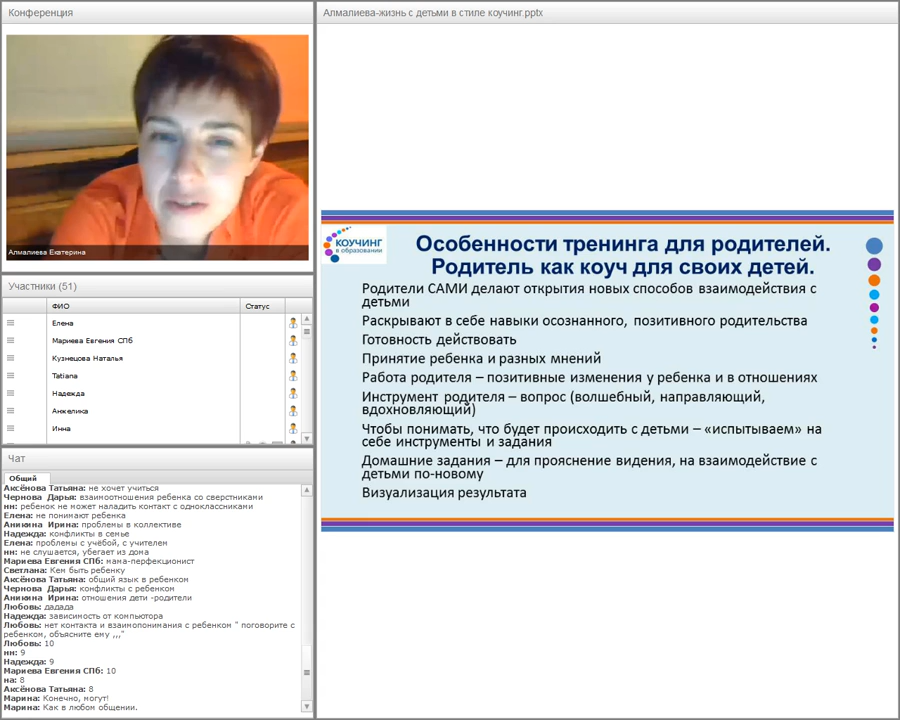 Конференция
Алмалиева Екатерина
Участники (51)
ФИО Статус
Елена
Мариева Евгения СПб
Кузнецова Наталья
Tatiana
Надежда
Анжелика
Инна
Чат
Общий
Аксёнова Татьяна: не хочет учиться
Чернова Дарья: взаимоотношения ребенка со сверстниками
нн: ребенок не может наладить контакт с одноклассниками
Елена: не понимают ребенка
Аникина Ирина: проблемы в коллективе
Надежда: конфликты в семье
Елена: проблемы с учёбой, с учителем
нн: не слушается, убегает из дома
Мариева Евгения СПб: мама-перфекционист
Светлана: Кем быть ребенку
Аксёнова Татьяна: общий язык в ребенком
Чернова Дарья: конфликты с ребенком
Аникина Ирина: отношения дети -родители
Любовь: дадада
Надежда: зависимость от компьютора
Любовь: нет контакта и взаимопонимания с ребенком " поговорите с
ребенком, объясните ему ,,,"
Любовь: 10
нн: 9
Надежда: 9
Мариева Евгения СПб: 10
на: 8
Аксёнова Татьяна: 8
Марина: Конечно, могут!
Марина: Как в любом общении.
Алмалиева-жизнь с детьми в стиле коучинг.pptx
КОУЧИНГ
в образовании
Особенности тренинга для родителей.
Родитель как коуч для своих детей.
Родители САМИ делают открытия новых способов взаимодействия с
детьми
Раскрывают в себе навыки осознанного, позитивного родительства
Готовность действовать
Принятие ребенка и разных мнений
Работа родителя – позитивные изменения у ребенка и в отношениях
Инструмент родителя – вопрос (волшебный, направляющий,
вдохновляющий)
Чтобы понимать, что будет происходить с детьми – «испытываем» на
себе инструменты и задания
Домашние задания – для прояснение видения, на взаимодействие с
детьми по-новому
Визуализация результата